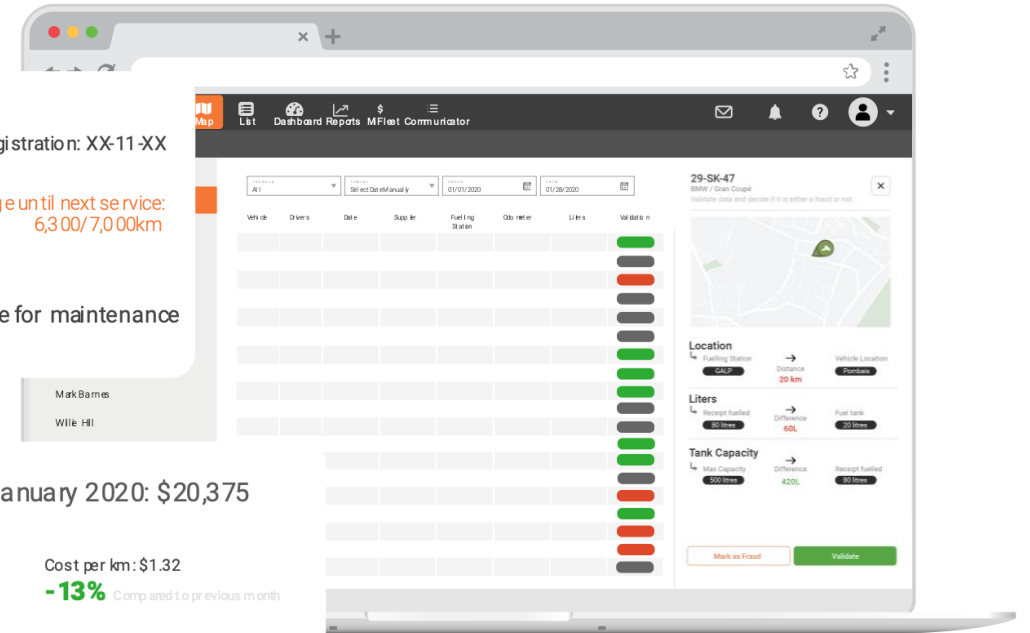 Map
List
Dashboard
Reports
$
MFleet Communicator
gistration: XX-11-XX
ge until next service:
6,300/7,000km
e for maintenance
Mark Barnes
Willie Hill
anuary 2020: $20,375
Cost per km: $1.32
-13% Compared to previous month
All
Select Date Manually
01/01/2020
01/28/2020
Vehicle Drivers Date Supplier Fuelling Station Odometer Liters Validation
29-SK-47
BMW / Gran Coupé
Validate data and decide if it is either a fraud or not.
Location
Fuelling Station
Distance
Vehicle Location
GALP
20 km
Pombais
Liters
Receipt fuelled
Difference
Fuel tank
80 litres
60L
20 litres
Tank Capacity
Max Capacity
Difference
Receipt fuelled
500 litres
420L
80 litres
Mark as Fraud
Validate